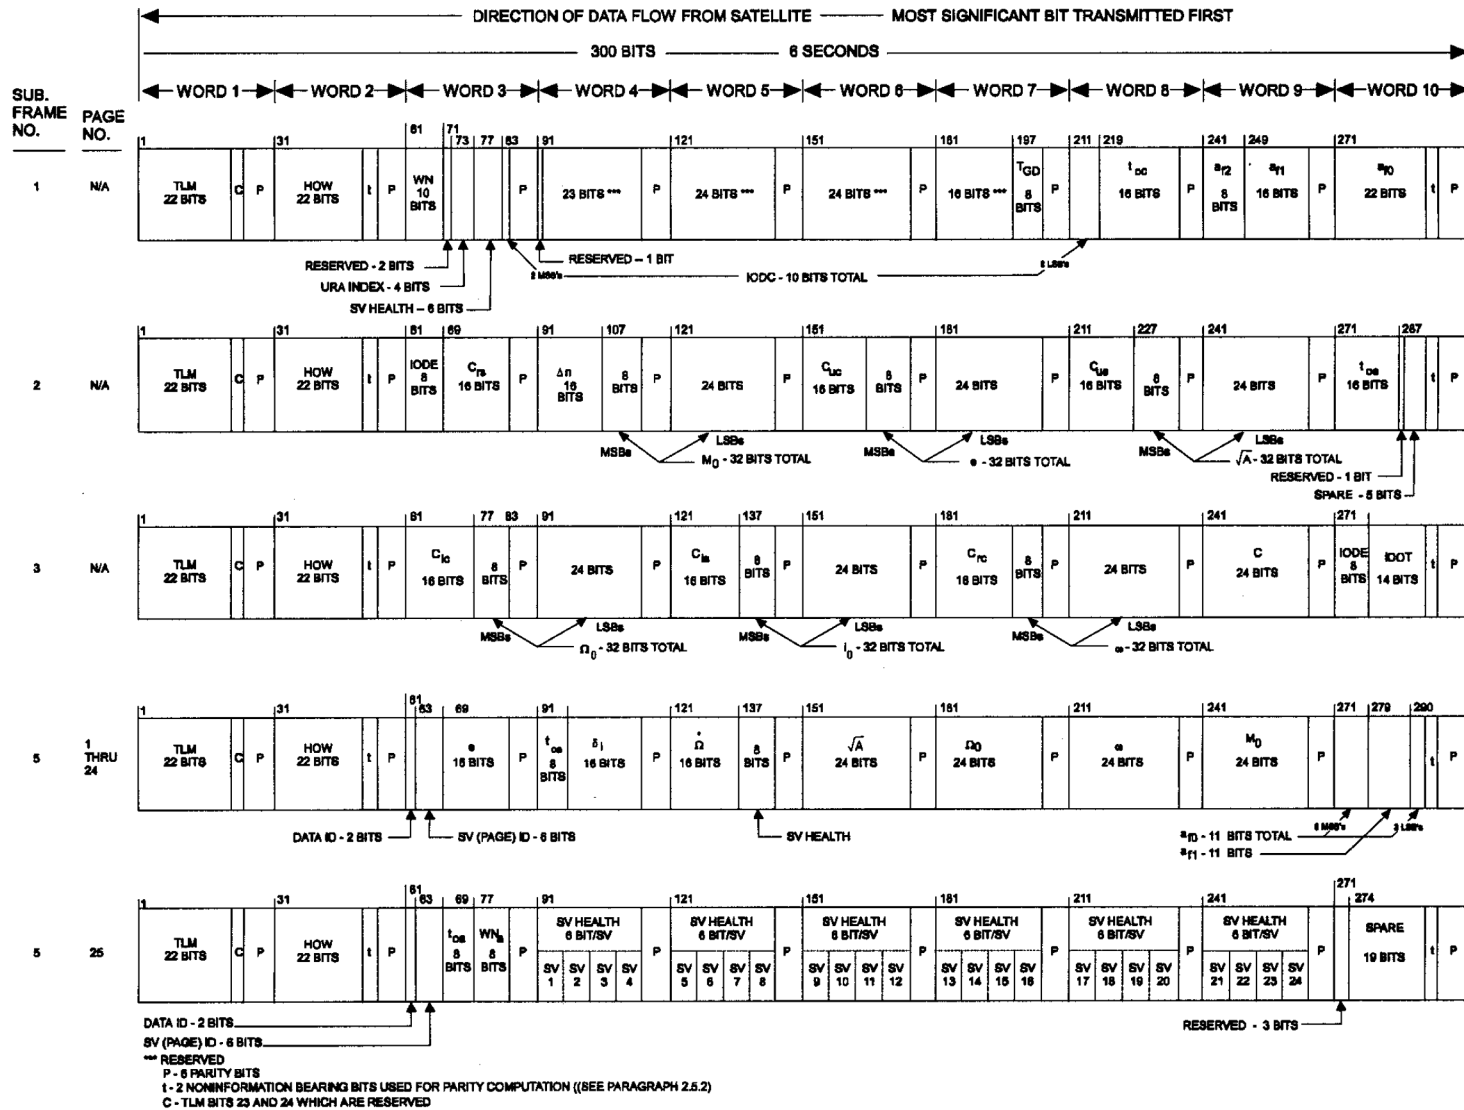 DIRECTION OF DATA FLOW FROM SATELLITE MOST SIGNIFICANT BIT TRANSMITTED FIRST
300 BITS 6 SECONDS
SUB. FRAME NO. PAGE NO. WORD 1 WORD 2 WORD 3 WORD 4 WORD 5 WORD 6 WORD 7 WORD 8 WORD 9 WORD 10
1 31 61 71 73 77 83 91 121 151 181 197 211 219 241 249 271
1 N/A TLM 22 BITS C P HOW 22 BITS t P WN 10 BITS P 23 BITS *** P 24 BITS *** P 24 BITS *** P 16 BITS *** TGD 8 BITS P t oc 16 BITS P af2 8 BITS af1 16 BITS P af0 22 BITS t P
RESERVED - 2 BITS RESERVED – 1 BIT
URA INDEX - 4 BITS 2 MSB's IODC - 10 BITS TOTAL 8 LSB's
SV HEALTH – 6 BITS
1 31 61 69 91 107 121 151 181 211 227 241 271 287
2 N/A TLM 22 BITS C P HOW 22 BITS t P IODE 8 BITS Crs 16 BITS P Δn 16 BITS 8 BITS P 24 BITS P Cuc 16 BITS 8 BITS P 24 BITS P Cus 16 BITS 8 BITS P 24 BITS P t oe 16 BITS t P
MSBs LSBs MSBs LSBs MSBs LSBs
M0 - 32 BITS TOTAL e - 32 BITS TOTAL √A - 32 BITS TOTAL
RESERVED - 1 BIT
SPARE - 5 BITS
1 31 61 77 83 91 121 137 151 181 211 241 271
3 N/A TLM 22 BITS C P HOW 22 BITS t P Cic 16 BITS 8 BITS P 24 BITS P Cis 16 BITS 8 BITS P 24 BITS P Crc 16 BITS 8 BITS P 24 BITS P C 24 BITS P IODE 8 BITS IDOT 14 BITS t P
MSBs LSBs MSBs LSBs MSBs LSBs
Ω0 - 32 BITS TOTAL i0 - 32 BITS TOTAL ω - 32 BITS TOTAL
1 31 61 63 69 91 121 137 151 181 211 241 271 279 290
5 1 THRU 24 TLM 22 BITS C P HOW 22 BITS t P e 16 BITS P t oa 8 BITS δi 16 BITS P Ω̇ 16 BITS 8 BITS P √A 24 BITS P Ω0 24 BITS P ω 24 BITS P M0 24 BITS P t P
DATA ID - 2 BITS SV (PAGE) ID - 6 BITS SV HEALTH af0 - 11 BITS TOTAL 8 MSB's 3 LSB's
af1 - 11 BITS
1 31 61 63 69 77 91 121 151 181 211 241 271 274
5 25 TLM 22 BITS C P HOW 22 BITS t P t oa 8 BITS WNa 8 BITS P SV HEALTH 6 BIT/SV P SV HEALTH 6 BIT/SV P SV HEALTH 6 BIT/SV P SV HEALTH 6 BIT/SV P SV HEALTH 6 BIT/SV P SV HEALTH 6 BIT/SV P SPARE 19 BITS t P
SV 1 SV 2 SV 3 SV 4 SV 5 SV 6 SV 7 SV 8 SV 9 SV 10 SV 11 SV 12 SV 13 SV 14 SV 15 SV 16 SV 17 SV 18 SV 19 SV 20 SV 21 SV 22 SV 23 SV 24
DATA ID - 2 BITS RESERVED - 3 BITS
SV (PAGE) ID - 6 BITS
*** RESERVED
P - 6 PARITY BITS
t - 2 NONINFORMATION BEARING BITS USED FOR PARITY COMPUTATION ((SEE PARAGRAPH 2.5.2)
C - TLM BITS 23 AND 24 WHICH ARE RESERVED